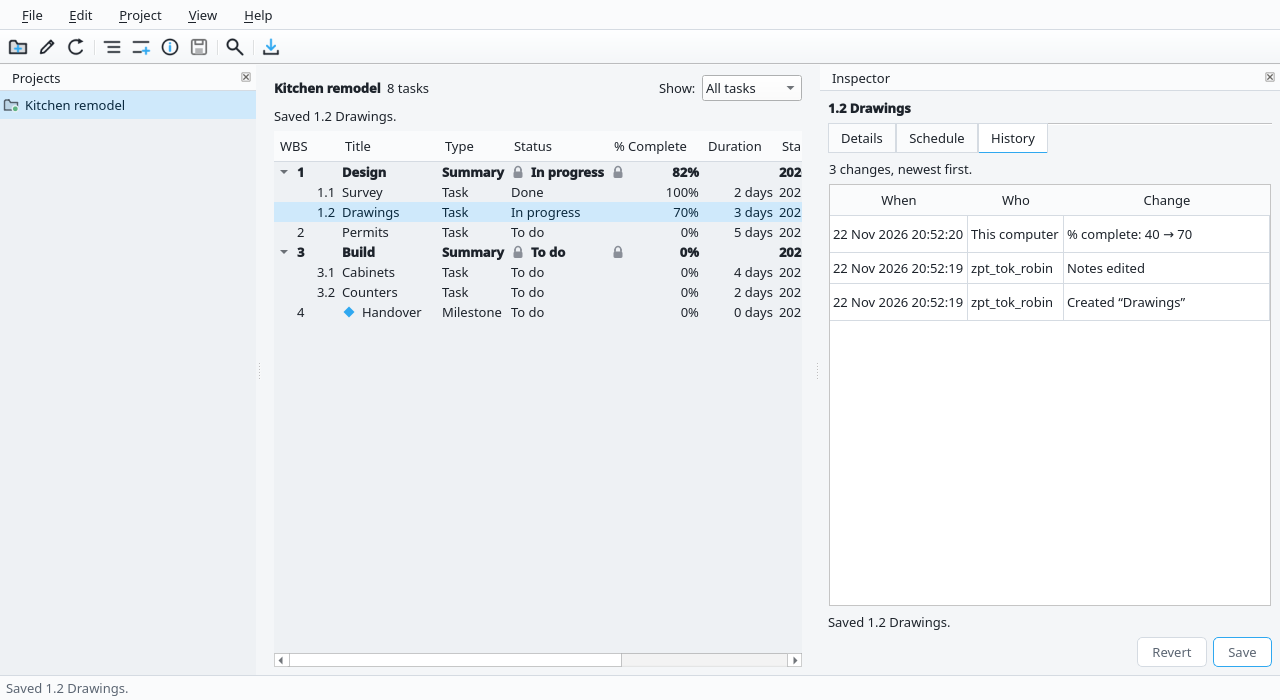 File Edit Project View Help
Projects
Kitchen remodel
Kitchen remodel 8 tasks Show: All tasks
Saved 1.2 Drawings.
WBS Title Type Status % Complete Duration Sta
1 Design Summary In progress 82% 202
1.1 Survey Task Done 100% 2 days 202
1.2 Drawings Task In progress 70% 3 days 202
2 Permits Task To do 0% 5 days 202
3 Build Summary To do 0% 202
3.1 Cabinets Task To do 0% 4 days 202
3.2 Counters Task To do 0% 2 days 202
4 Handover Milestone To do 0% 0 days 202
Inspector
1.2 Drawings
Details Schedule History
3 changes, newest first.
When Who Change
22 Nov 2026 20:52:20 This computer % complete: 40 → 70
22 Nov 2026 20:52:19 zpt_tok_robin Notes edited
22 Nov 2026 20:52:19 zpt_tok_robin Created “Drawings”
Saved 1.2 Drawings.
Revert Save
Saved 1.2 Drawings.